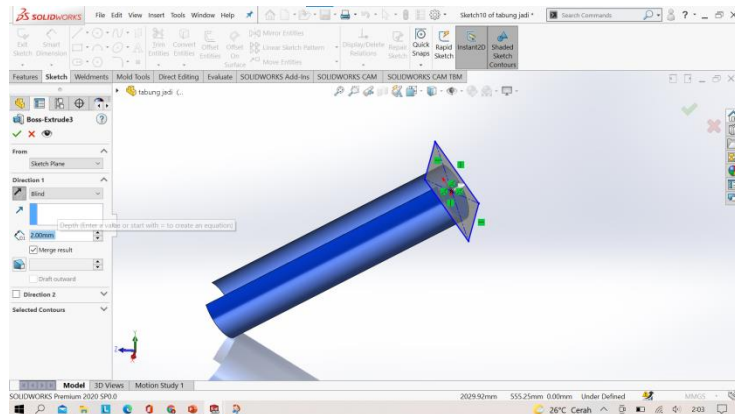 SOLIDWORKS File Edit View Insert Tools Window Help Sketch10 of tabung jadi * Search Commands
Exit Sketch Smart Dimension Trim Entities Convert Entities Offset Entities Offset On Surface Mirror Entities Linear Sketch Pattern Move Entities Display/Delete Relations Repair Sketch Quick Snaps Rapid Sketch Instant2D Shaded Sketch Contours
Features Sketch Weldments Mold Tools Direct Editing Evaluate SOLIDWORKS Add-Ins SOLIDWORKS CAM SOLIDWORKS CAM TBM
tabung jadi (..
Boss-Extrude3
From
Sketch Plane
Direction 1
Blind
Depth (Enter a value or start with '=' to create an equation)
2.00mm
Merge result
Draft outward
Direction 2
Selected Contours
Y
Z
Model 3D Views Motion Study 1
SOLIDWORKS Premium 2020 SP0.0 2029.92mm 555.25mm 0.00mm Under Defined MMGS
26°C Cerah 2:03